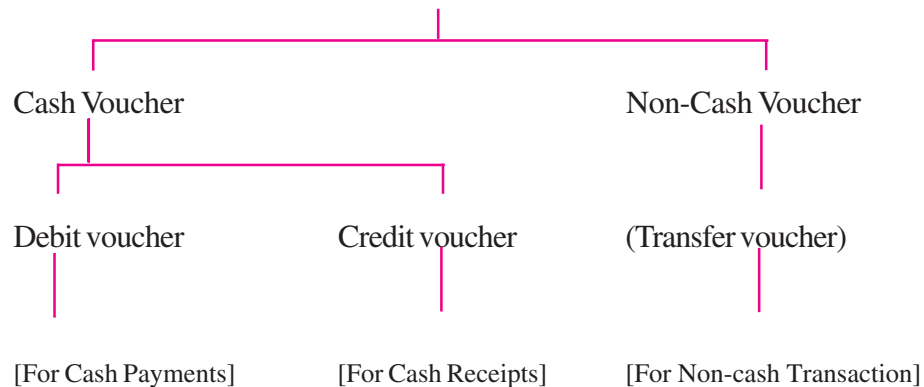 Cash Voucher Non-Cash Voucher
Debit voucher Credit voucher (Transfer voucher)
[For Cash Payments] [For Cash Receipts] [For Non-cash Transaction]